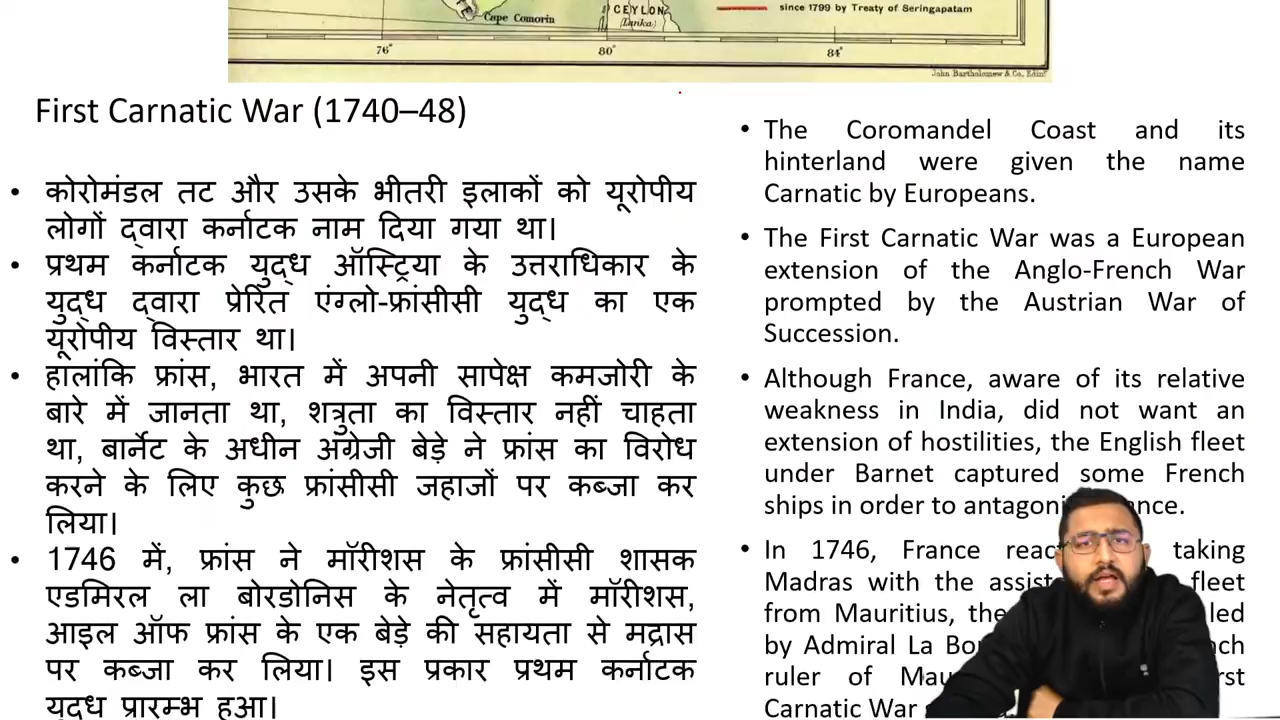 Cape Comorin
CEYLON
(Lanka)
since 1799 by Treaty of Seringapatam
76°
80°
84°
John Bartholomew & Co., Edinr
First Carnatic War (1740–48)
• कोरोमंडल तट और उसके भीतरी इलाकों को यूरोपीय
लोगों द्वारा कर्नाटक नाम दिया गया था।
• प्रथम कर्नाटक युद्ध ऑस्ट्रिया के उत्तराधिकार के
युद्ध द्वारा प्रेरित एंग्लो-फ्रांसीसी युद्ध का एक
यूरोपीय विस्तार था।
• हालांकि फ्रांस, भारत में अपनी सापेक्ष कमजोरी के
बारे में जानता था, शत्रुता का विस्तार नहीं चाहता
था, बार्नेट के अधीन अंग्रेजी बेड़े ने फ्रांस का विरोध
करने के लिए कुछ फ्रांसीसी जहाजों पर कब्जा कर
लिया।
• 1746 में, फ्रांस ने मॉरीशस के फ्रांसीसी शासक
एडमिरल ला बोरडोनिस के नेतृत्व में मॉरीशस,
आइल ऑफ फ्रांस के एक बेड़े की सहायता से मद्रास
पर कब्जा कर लिया। इस प्रकार प्रथम कर्नाटक
युद्ध प्रारम्भ हुआ।
• The Coromandel Coast and its
hinterland were given the name
Carnatic by Europeans.
• The First Carnatic War was a European
extension of the Anglo-French War
prompted by the Austrian War of
Succession.
• Although France, aware of its relative
weakness in India, did not want an
extension of hostilities, the English fleet
under Barnet captured some French
ships in order to
• In 1746, France taking
Madras with the fleet
from Mauritius, led
by Admiral La
ruler of
Carnatic War